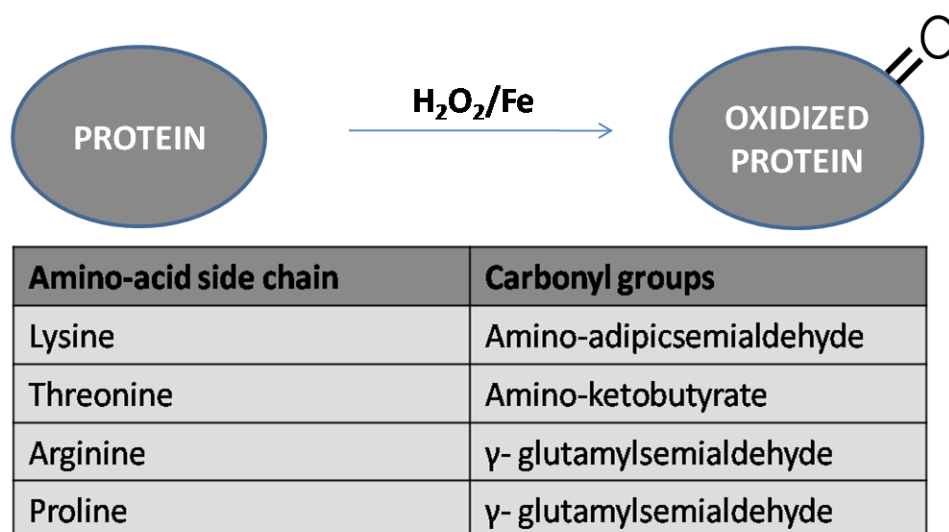 PROTEIN
H₂O₂/Fe
OXIDIZED
PROTEIN
O
Amino-acid side chain Carbonyl groups
Lysine Amino-adipicsemialdehyde
Threonine Amino-ketobutyrate
Arginine γ- glutamylsemialdehyde
Proline γ- glutamylsemialdehyde